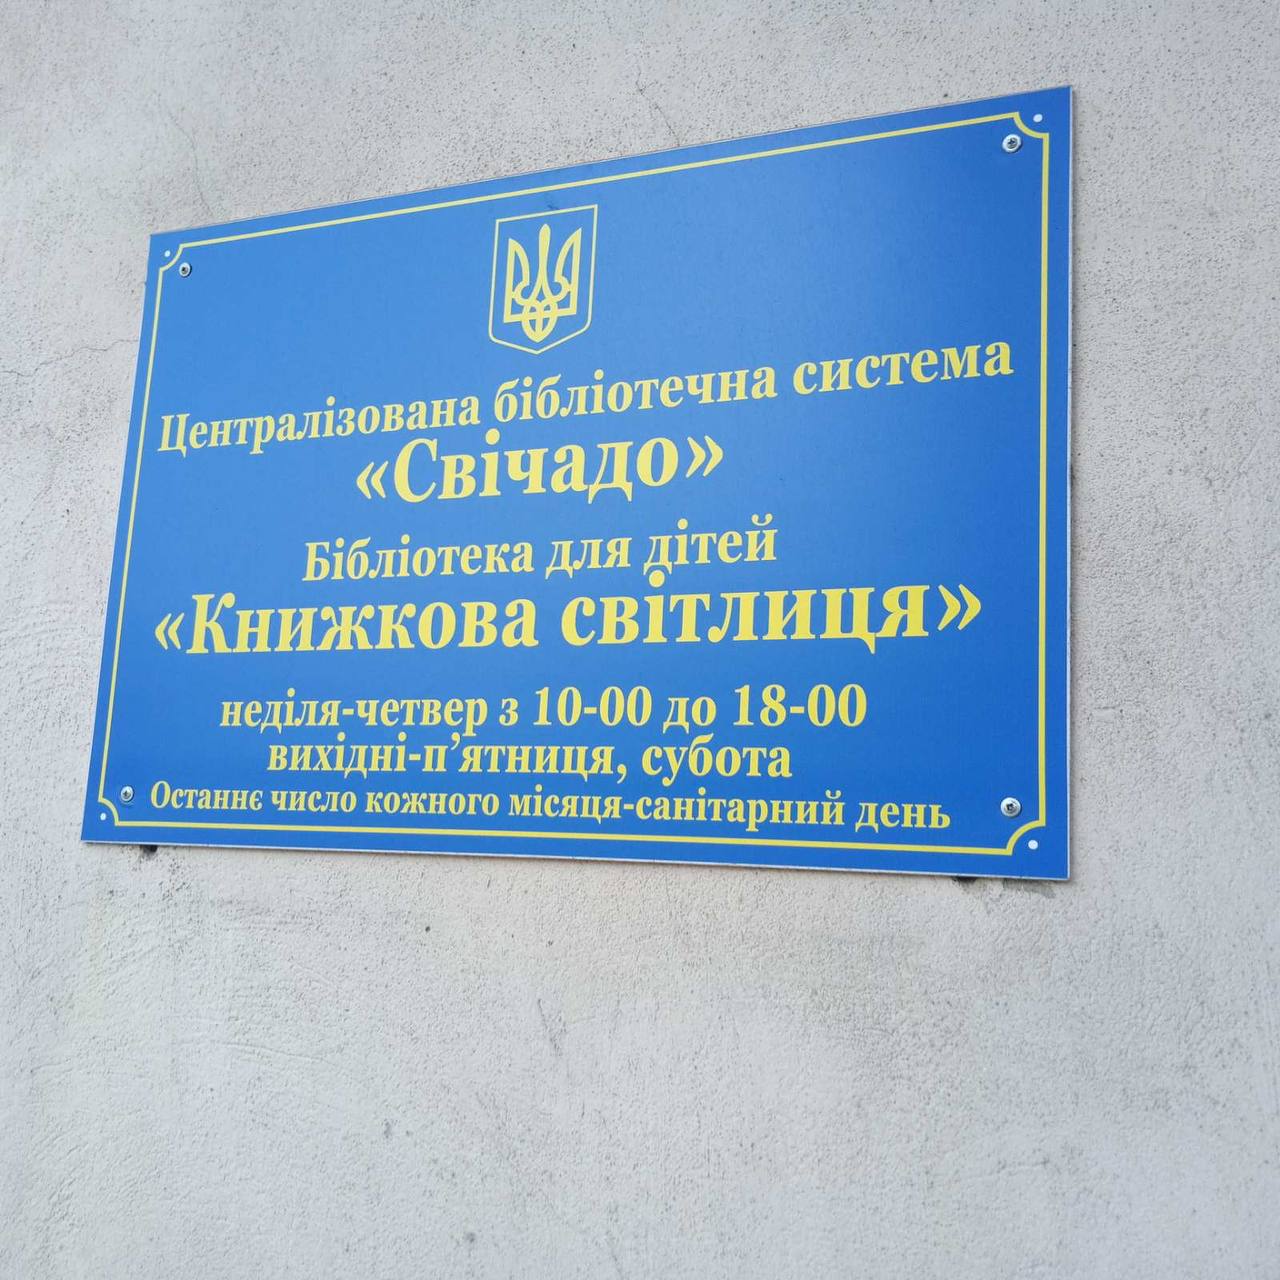 Централізована бібліотечна система
«Свічадо»
Бібліотека для дітей
«Книжкова світлиця»
неділя-четвер з 10-00 до 18-00
вихідні-п’ятниця, субота
Останнє число кожного місяця-санітарний день